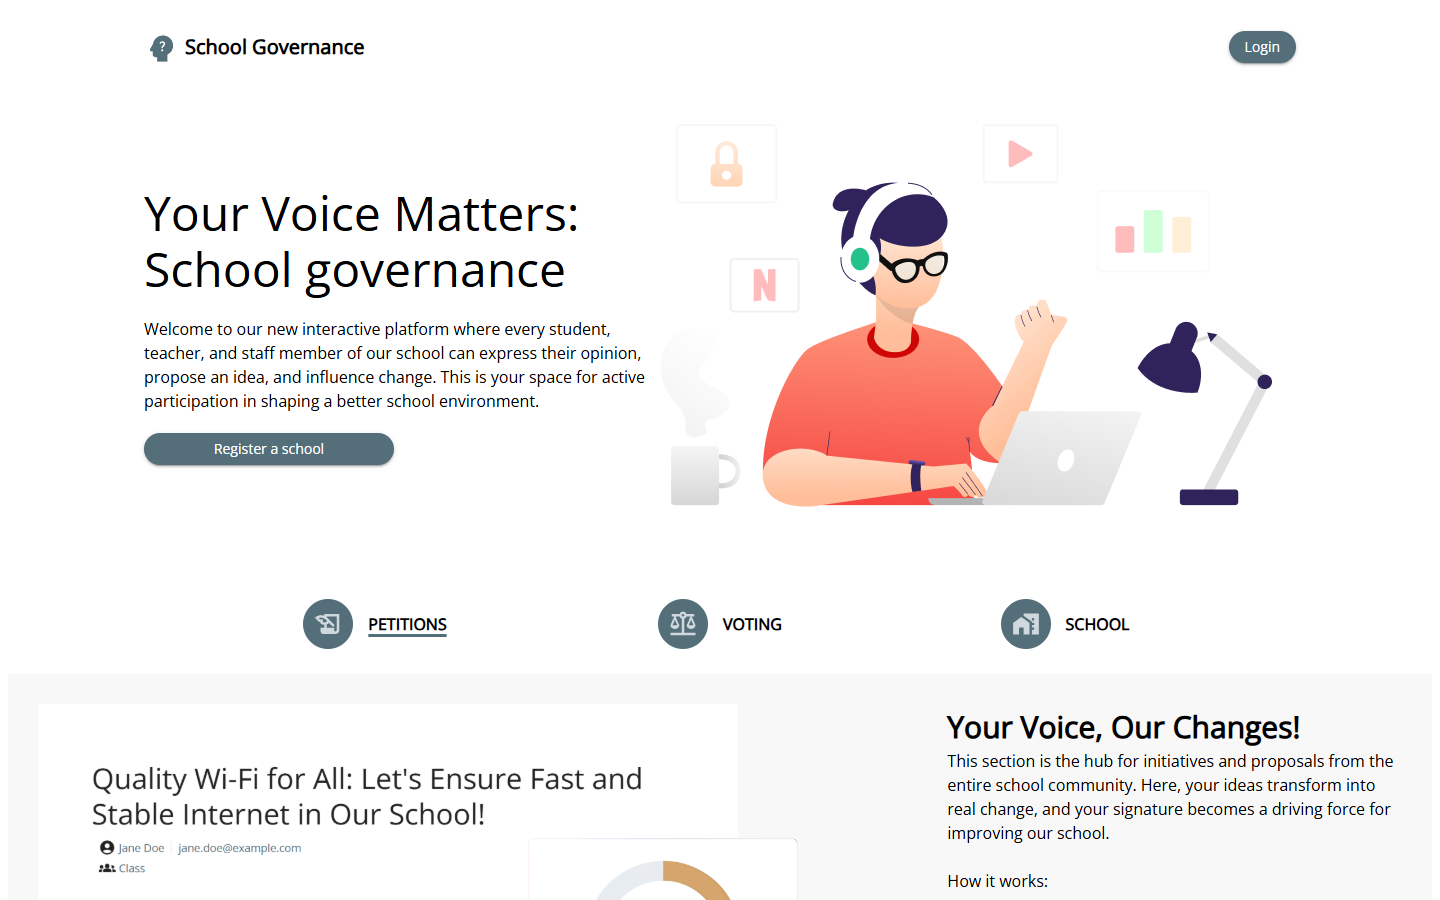 School Governance
Login
Your Voice Matters:
School governance
Welcome to our new interactive platform where every student,
teacher, and staff member of our school can express their opinion,
propose an idea, and influence change. This is your space for active
participation in shaping a better school environment.
Register a school
N
PETITIONS
VOTING
SCHOOL
Quality Wi-Fi for All: Let's Ensure Fast and
Stable Internet in Our School!
Jane Doe | jane.doe@example.com
Class
Your Voice, Our Changes!
This section is the hub for initiatives and proposals from the
entire school community. Here, your ideas transform into
real change, and your signature becomes a driving force for
improving our school.
How it works: